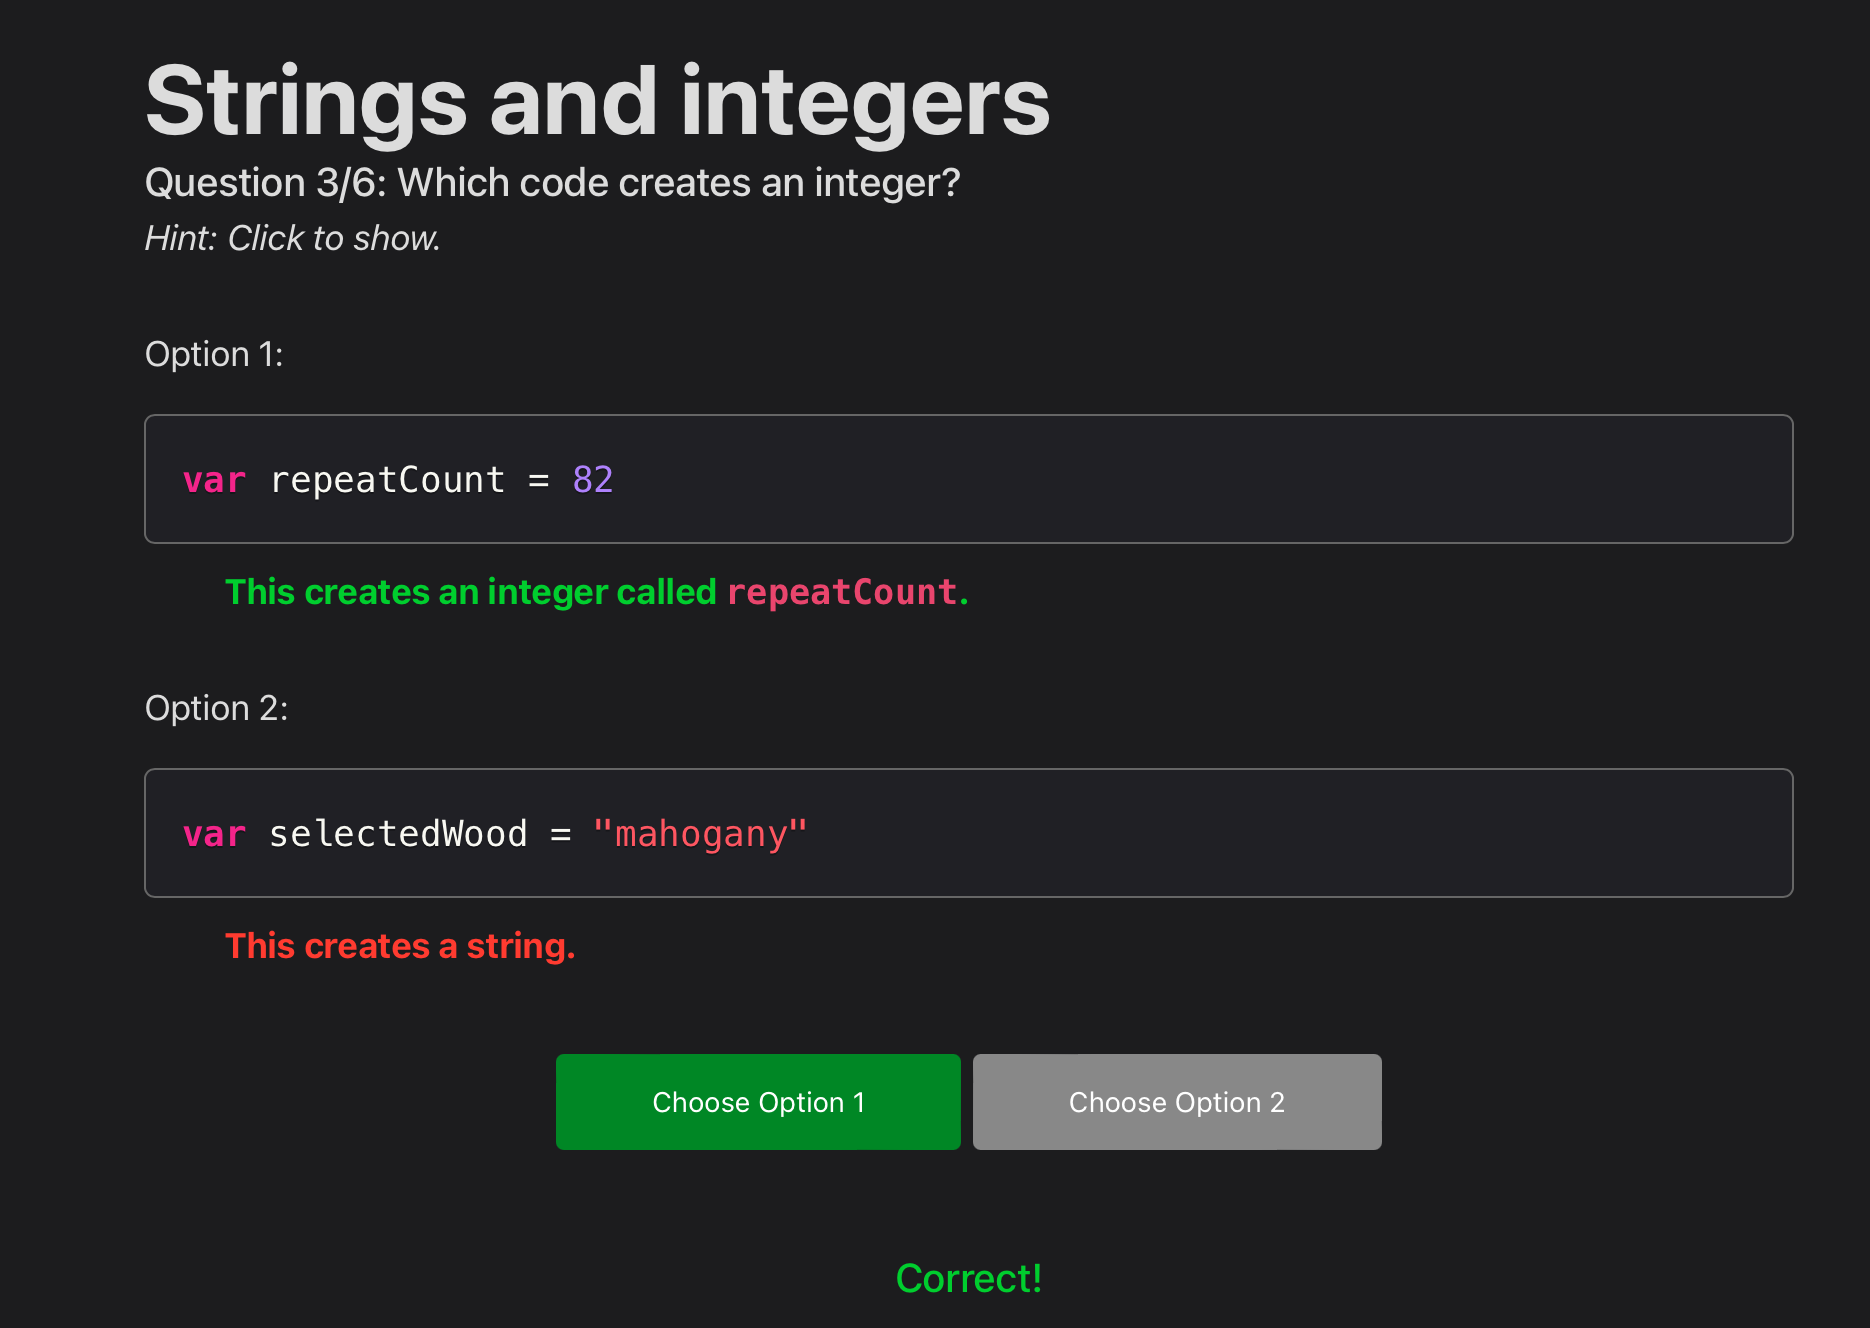 Strings and integers
Question 3/6: Which code creates an integer?
Hint: Click to show.
Option 1:
var repeatCount = 82
This creates an integer called repeatCount.
Option 2:
var selectedWood = "mahogany"
This creates a string.
Choose Option 1
Choose Option 2
Correct!